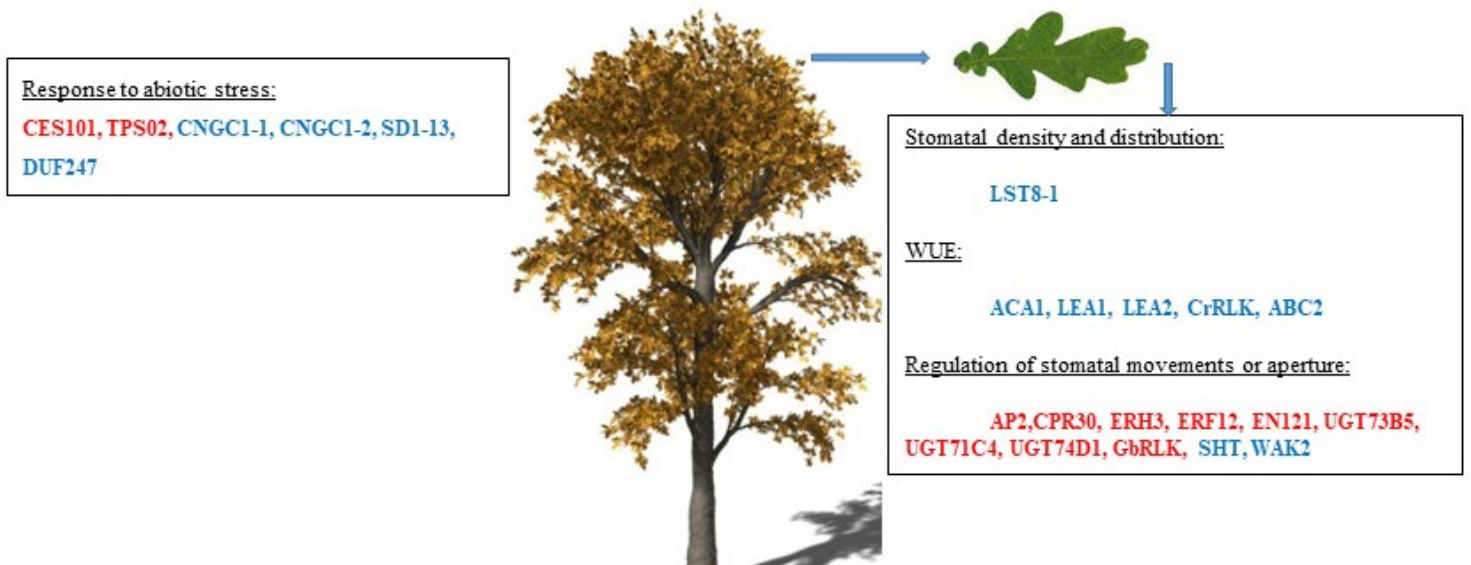 Response to abiotic stress:
CES101, TPS02, CNGC1-1, CNGC1-2, SD1-13,
DUF247
Stomatal density and distribution:
LST8-1
WUE:
ACA1, LEA1, LEA2, CrRLK, ABC2
Regulation of stomatal movements or aperture:
AP2,CPR30, ERH3, ERF12, EN121, UGT73B5,
UGT71C4, UGT74D1, GbRLK, SHT, WAK2